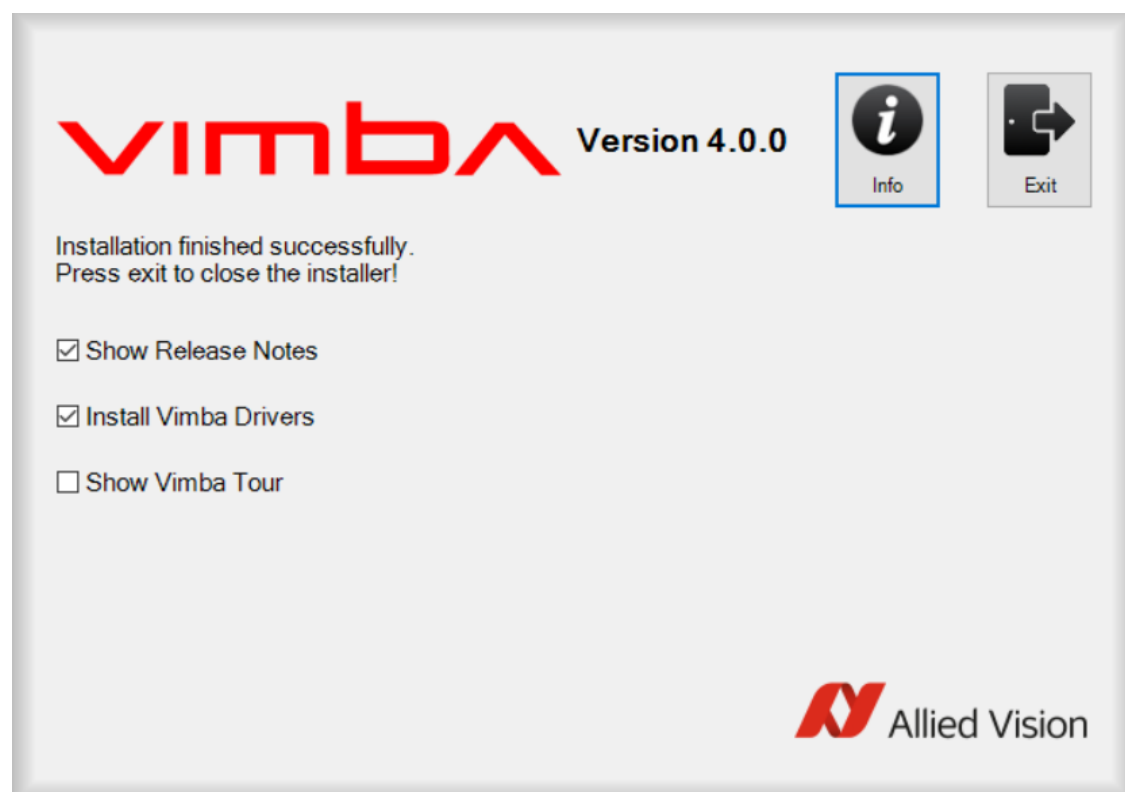 vimba
Version 4.0.0
Info
Exit
Installation finished successfully.
Press exit to close the installer!
Show Release Notes
Install Vimba Drivers
Show Vimba Tour
Allied Vision